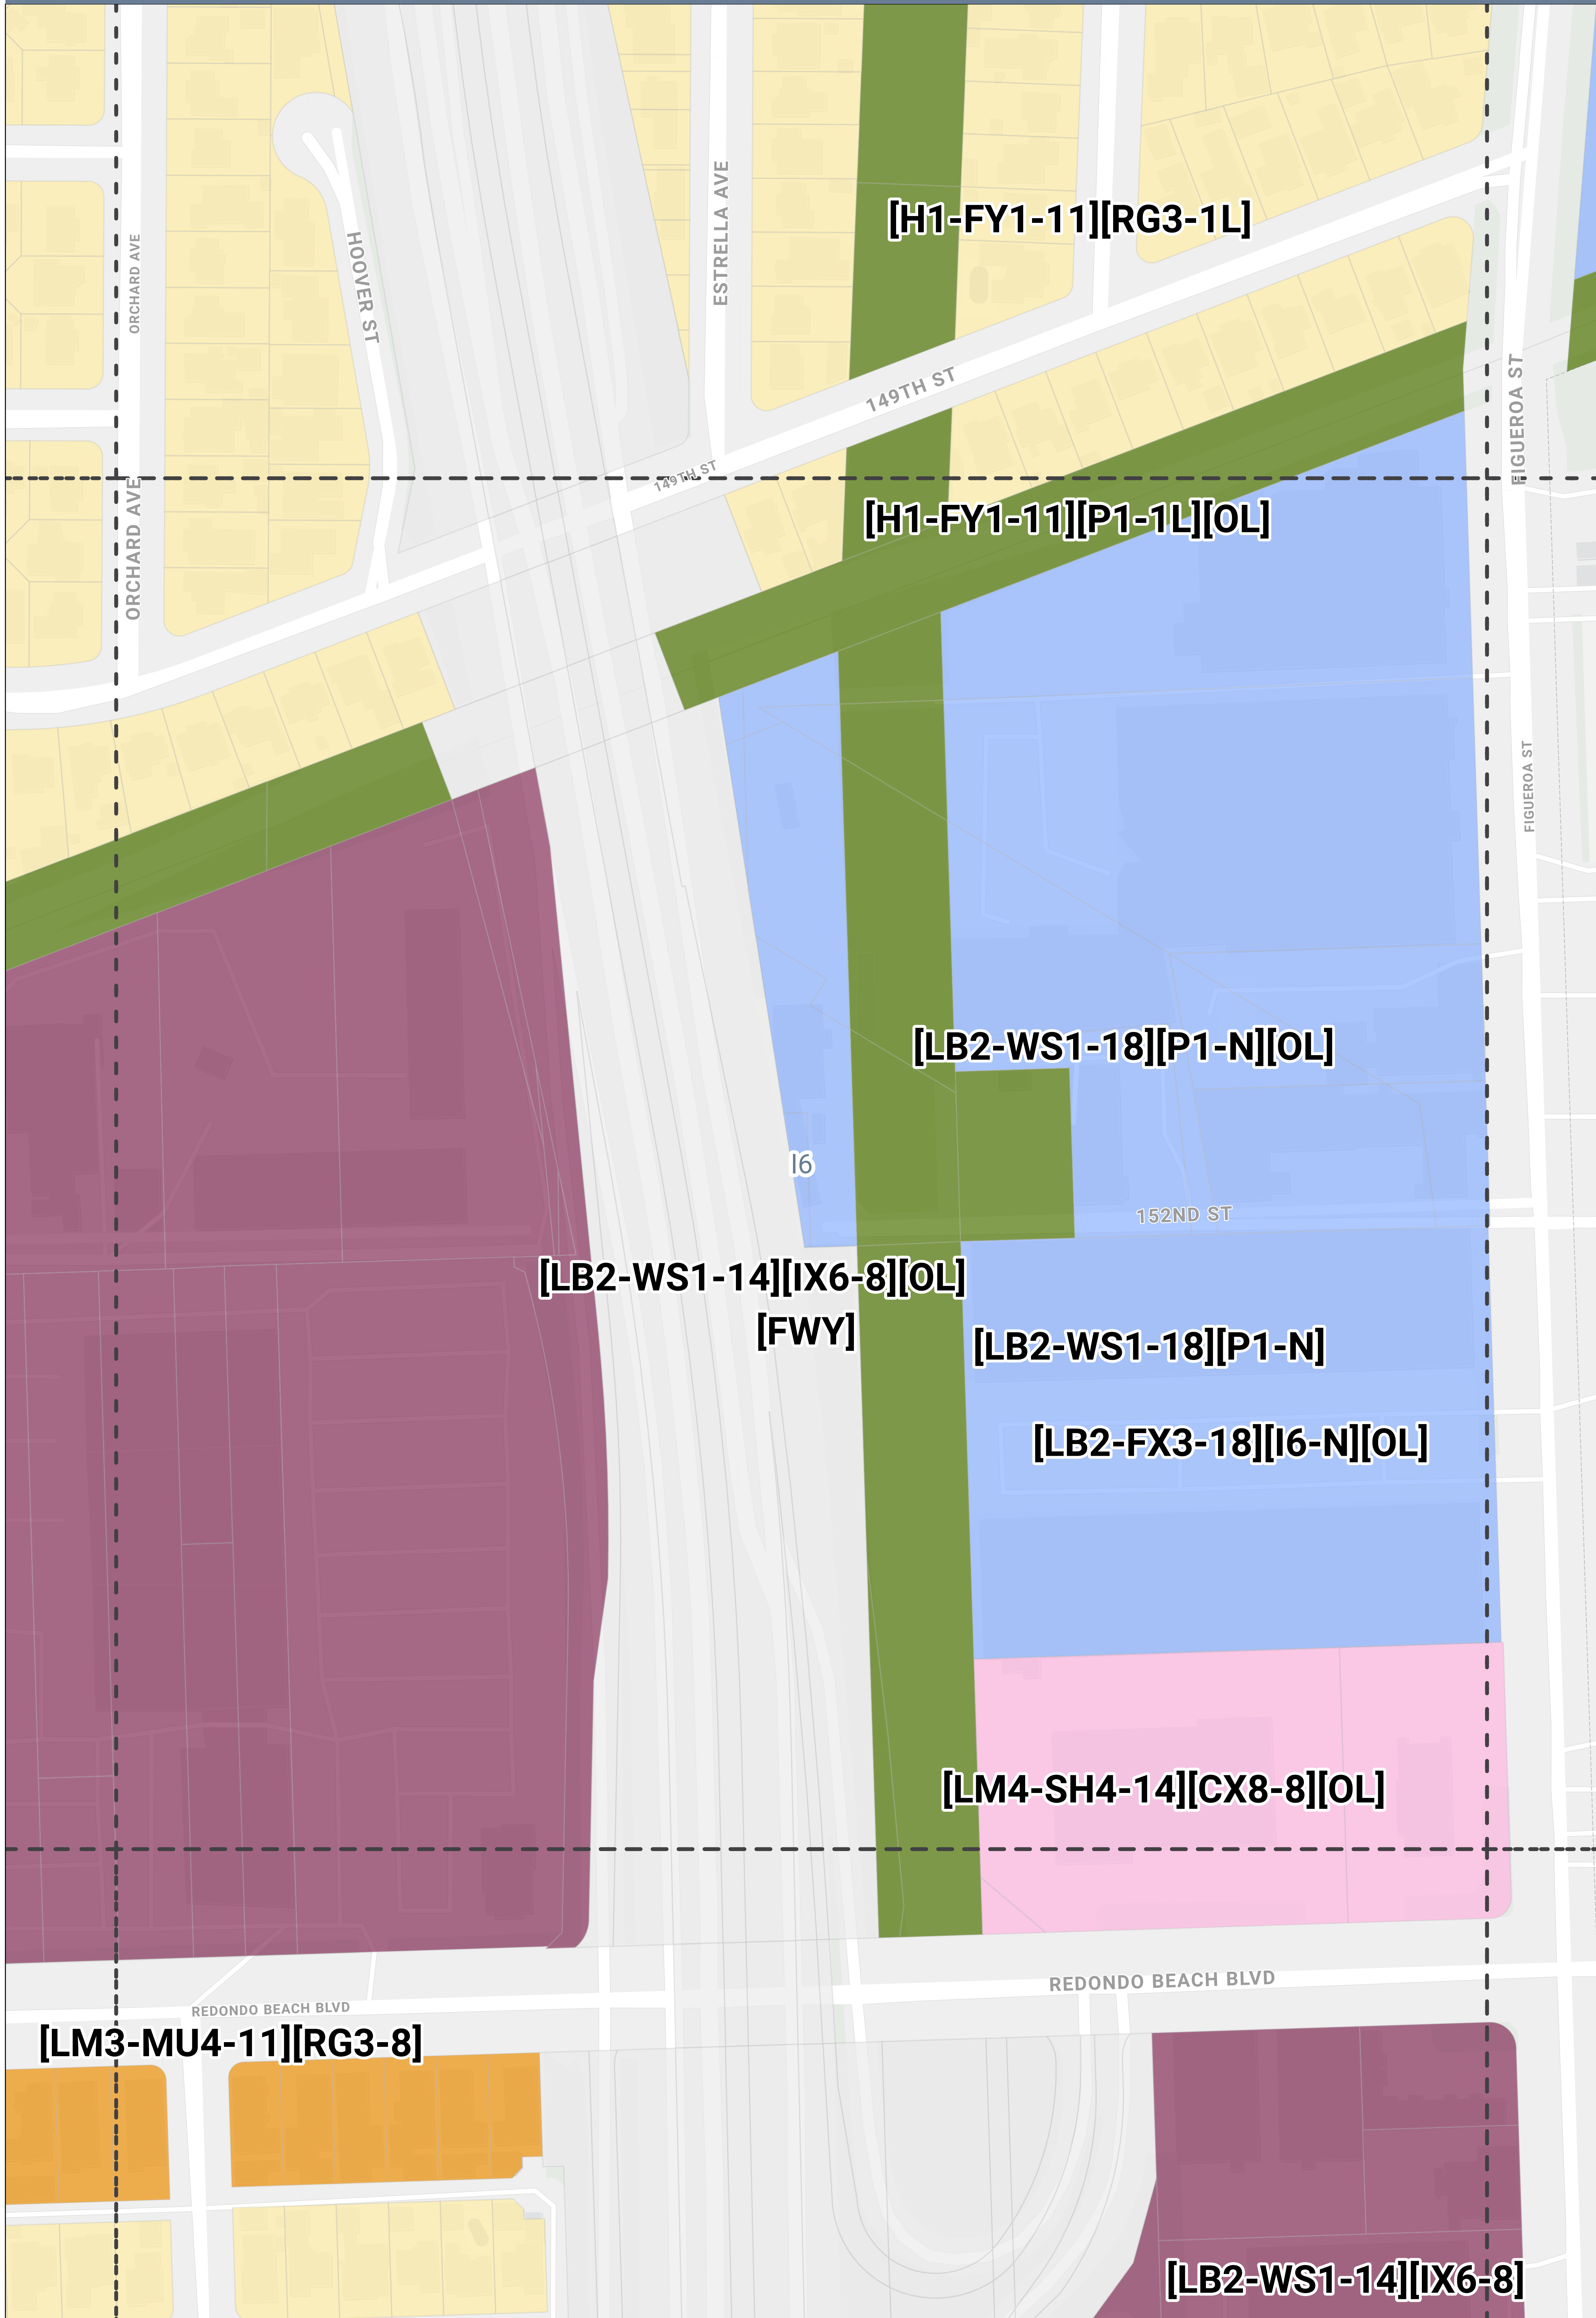 [H1-FY1-11][RG3-1L]
ESTRELLA AVE
ORCHARD AVE
HOOVER ST
149TH ST
FIGUEROA ST
149TH ST
ORCHARD AVE
[H1-FY1-11][P1-1L][OL]
FIGUEROA ST
[LB2-WS1-18][P1-N][OL]
I6
152ND ST
[LB2-WS1-14][IX6-8][OL]
[FWY]
[LB2-WS1-18][P1-N]
[LB2-FX3-18][I6-N][OL]
[LM4-SH4-14][CX8-8][OL]
REDONDO BEACH BLVD
REDONDO BEACH BLVD
[LM3-MU4-11][RG3-8]
[LB2-WS1-14][IX6-8]